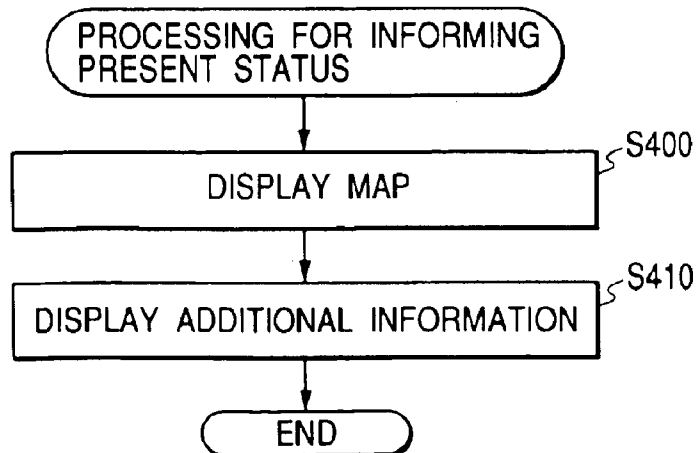 PROCESSING FOR INFORMING
PRESENT STATUS
S400
DISPLAY MAP
S410
DISPLAY ADDITIONAL INFORMATION
END